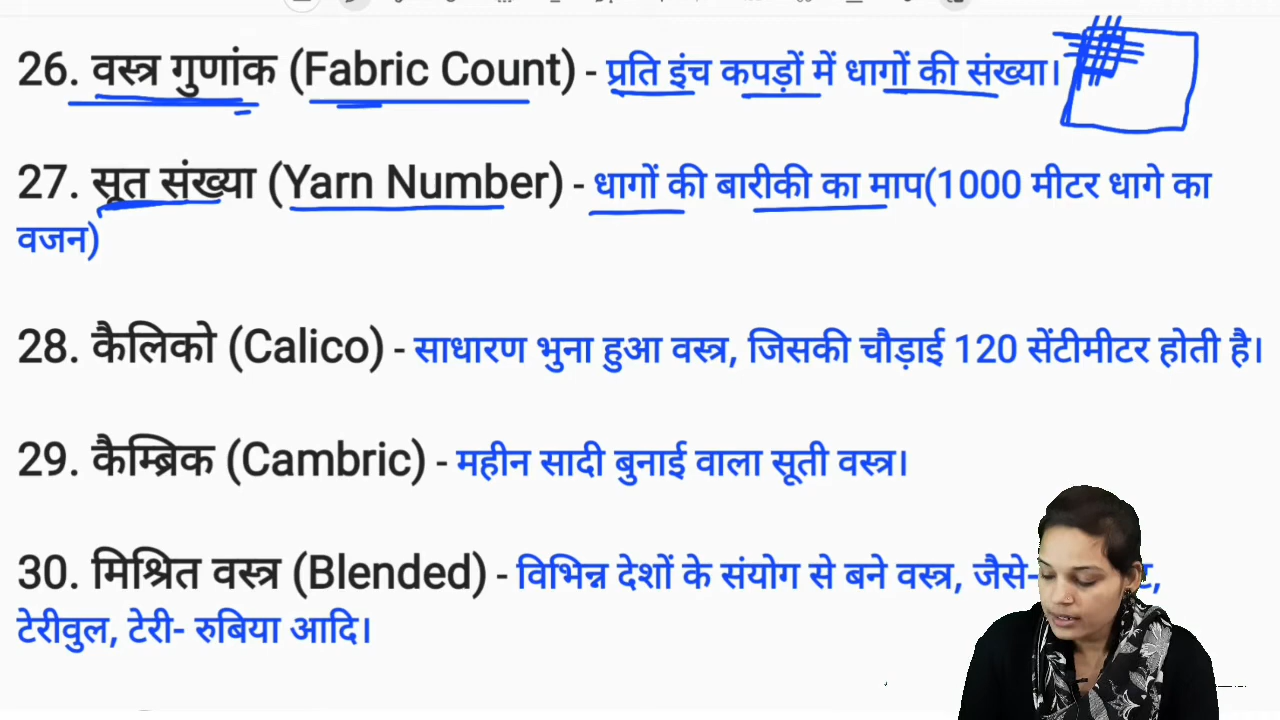 26. वस्त्र गुणांक (Fabric Count) - प्रति इंच कपड़ों में धागों की संख्या।
27. सूत संख्या (Yarn Number) - धागों की बारीकी का माप(1000 मीटर धागे का
वजन)
28. कैलिको (Calico) - साधारण भुना हुआ वस्त्र, जिसकी चौड़ाई 120 सेंटीमीटर होती है।
29. कैम्ब्रिक (Cambric) - महीन सादी बुनाई वाला सूती वस्त्र।
30. मिश्रित वस्त्र (Blended) - विभिन्न देशों के संयोग से बने वस्त्र, जैसे-
टेरीवुल, टेरी- रुबिया आदि।